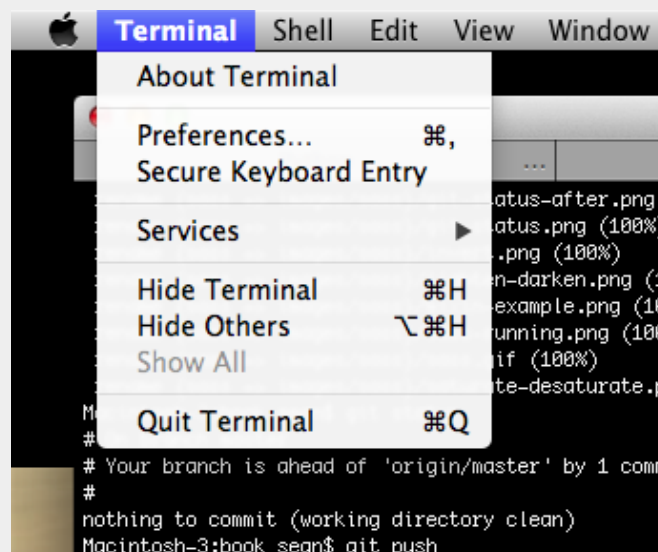 Terminal Shell Edit View Window
About Terminal
Preferences... ⌘,
Secure Keyboard Entry
...
Services
Hide Terminal ⌘H
Hide Others ⌥⌘H
Show All
Quit Terminal ⌘Q
atus-after.png
atus.png (100%
.png (100%)
n-darken.png (
example.png (10
unning.png (100
if (100%)
te-desaturate.p
#
# Your branch is ahead of 'origin/master' by 1 comm
#
nothing to commit (working directory clean)
Macintosh-3:book sean$ git push